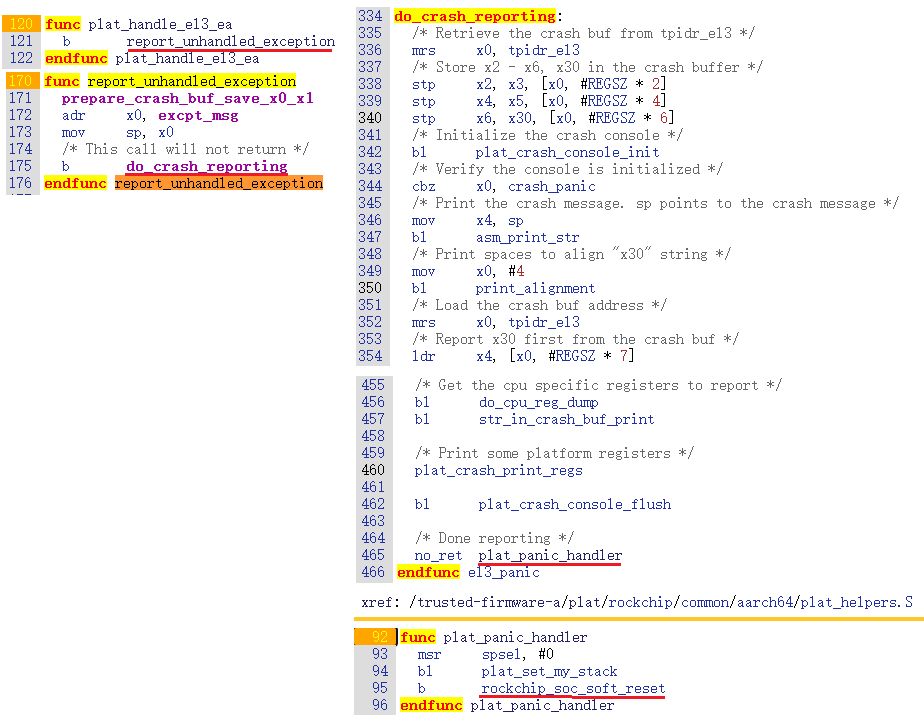 120 func plat_handle_el3_ea
121 b report_unhandled_exception
122 endfunc plat_handle_el3_ea
170 func report_unhandled_exception
171 prepare_crash_buf_save_x0_x1
172 adr x0, excpt_msg
173 mov sp, x0
174 /* This call will not return */
175 b do_crash_reporting
176 endfunc report_unhandled_exception
334 do_crash_reporting:
335 /* Retrieve the crash buf from tpidr_el3 */
336 mrs x0, tpidr_el3
337 /* Store x2 - x6, x30 in the crash buffer */
338 stp x2, x3, [x0, #REGSZ * 2]
339 stp x4, x5, [x0, #REGSZ * 4]
340 stp x6, x30, [x0, #REGSZ * 6]
341 /* Initialize the crash console */
342 bl plat_crash_console_init
343 /* Verify the console is initialized */
344 cbz x0, crash_panic
345 /* Print the crash message. sp points to the crash message */
346 mov x4, sp
347 bl asm_print_str
348 /* Print spaces to align "x30" string */
349 mov x0, #4
350 bl print_alignment
351 /* Load the crash buf address */
352 mrs x0, tpidr_el3
353 /* Report x30 first from the crash buf */
354 ldr x4, [x0, #REGSZ * 7]
455 /* Get the cpu specific registers to report */
456 bl do_cpu_reg_dump
457 bl str_in_crash_buf_print
458
459 /* Print some platform registers */
460 plat_crash_print_regs
461
462 bl plat_crash_console_flush
463
464 /* Done reporting */
465 no_ret plat_panic_handler
466 endfunc el3_panic
xref: /trusted-firmware-a/plat/rockchip/common/aarch64/plat_helpers.S
92 func plat_panic_handler
93 msr spsel, #0
94 bl plat_set_my_stack
95 b rockchip_soc_soft_reset
96 endfunc plat_panic_handler